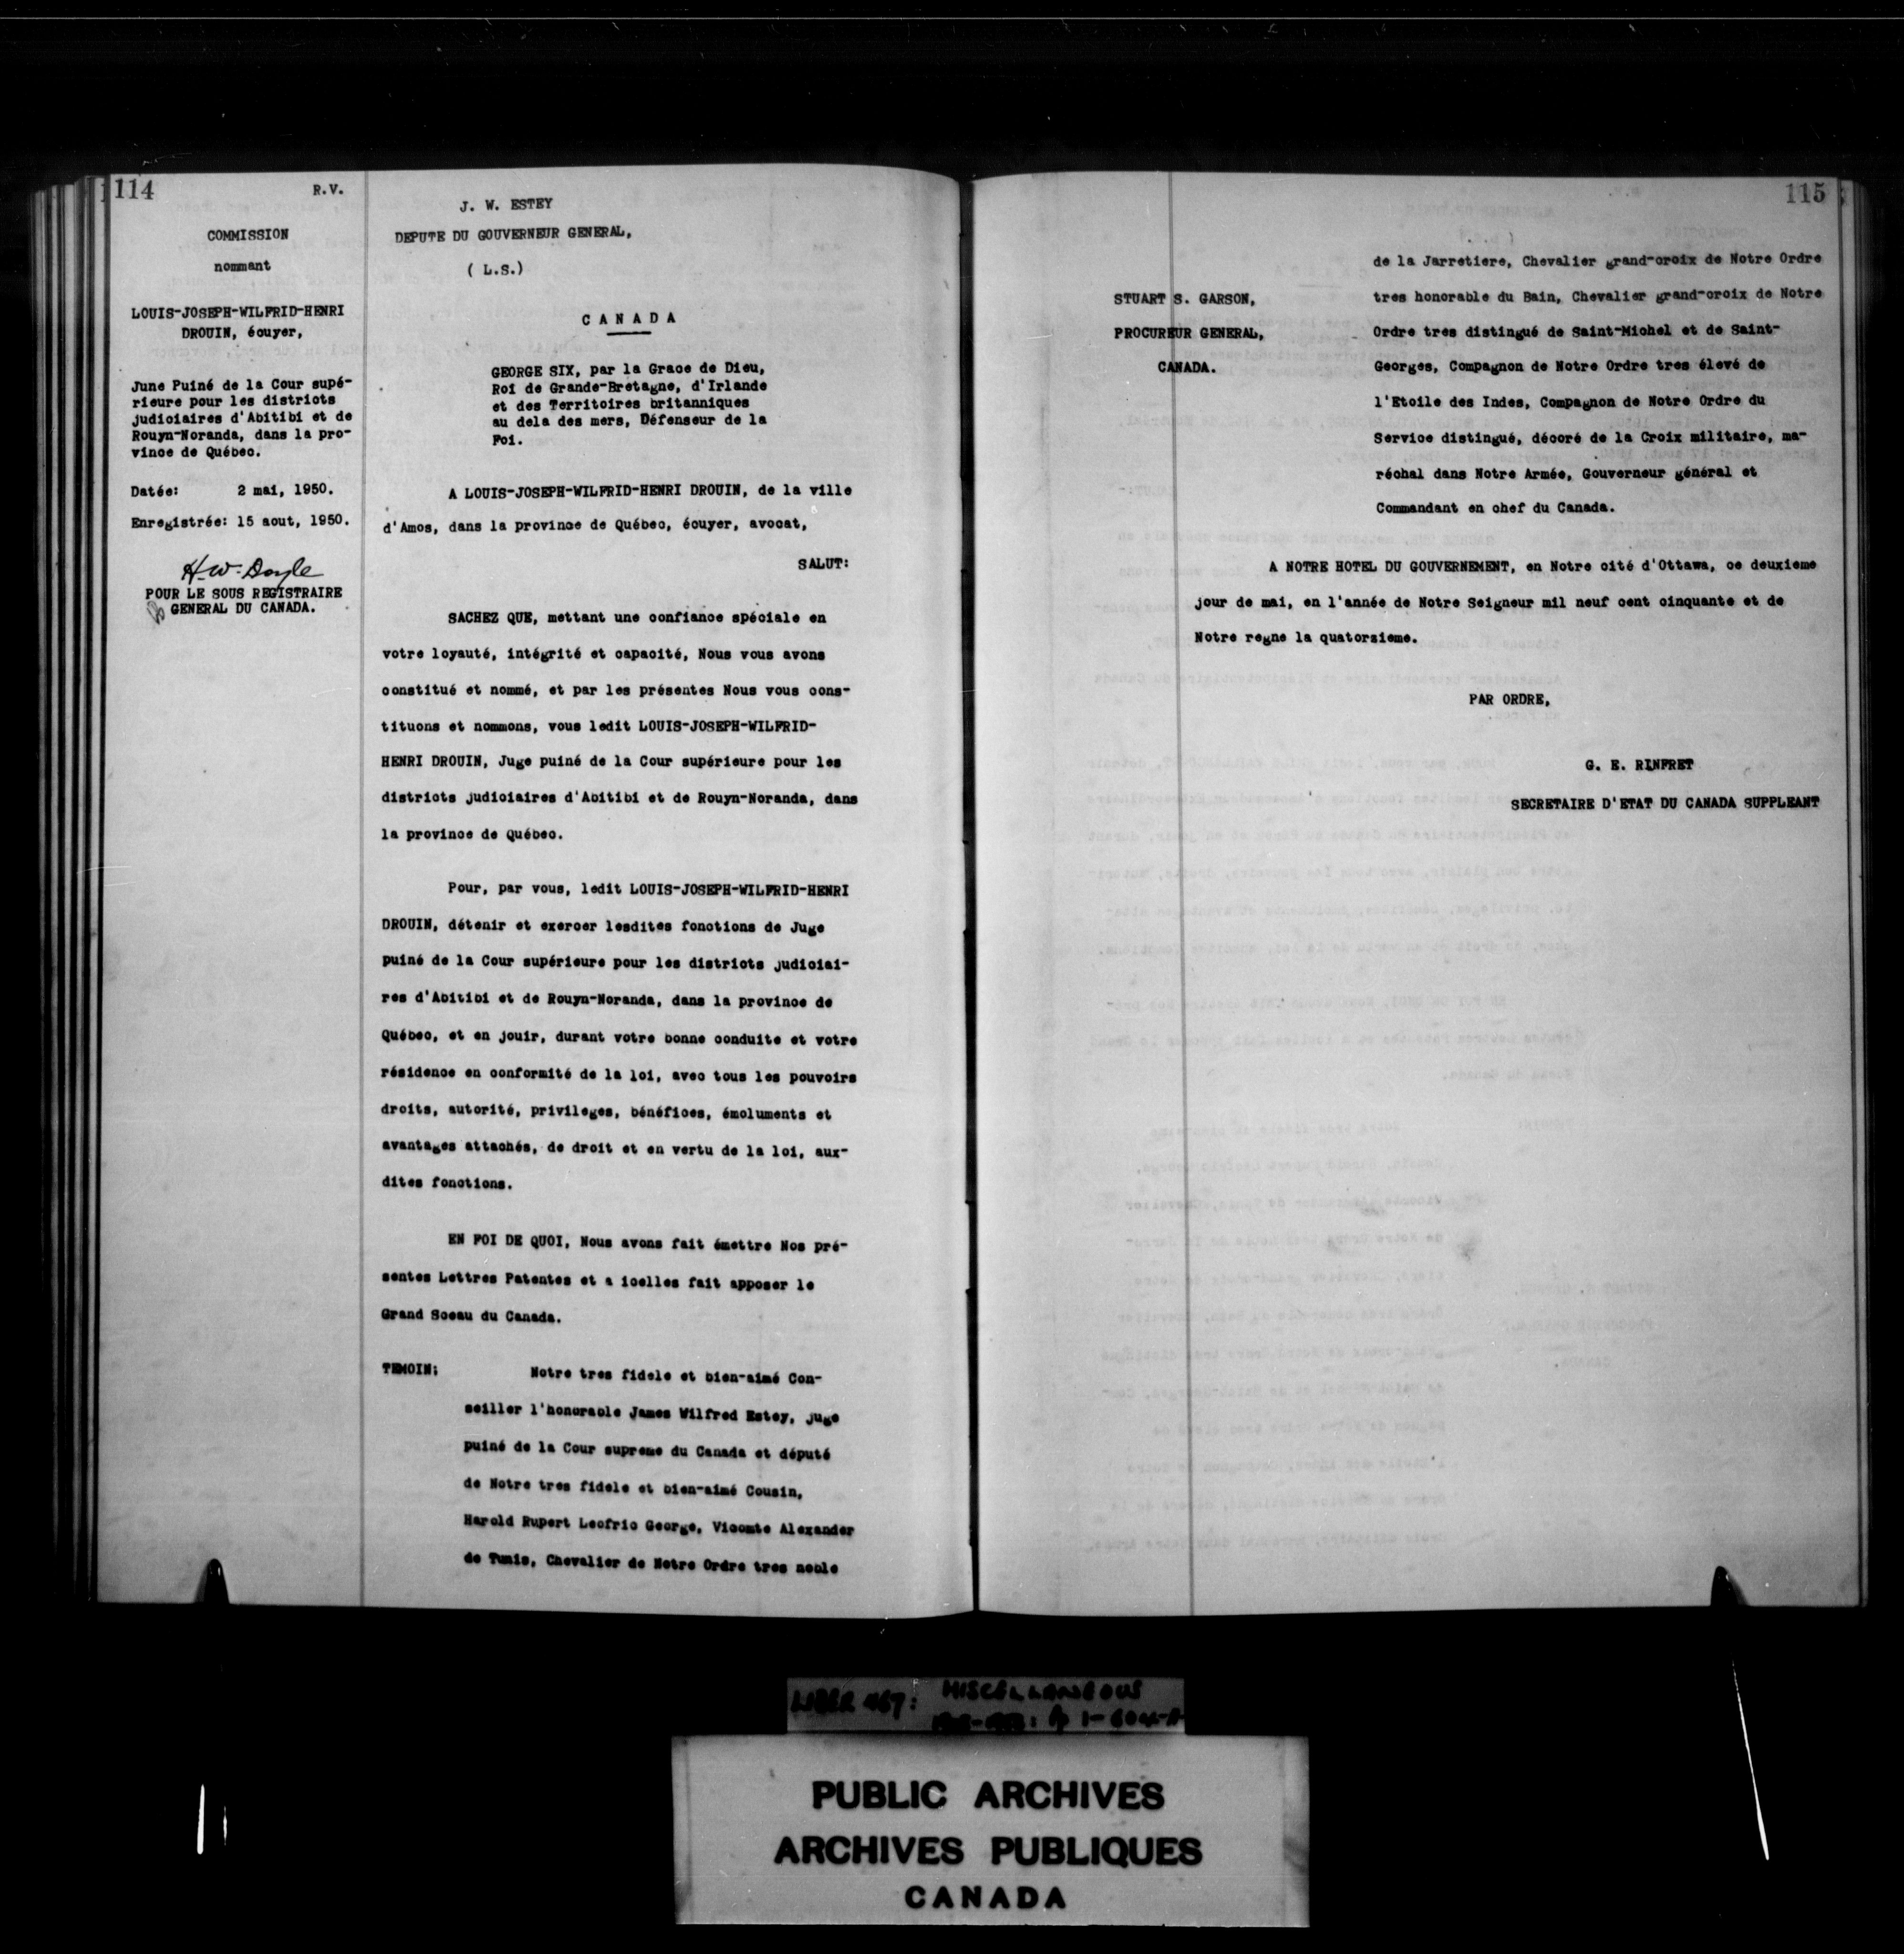 114
R.V.
COMMISSION
nommant
LOUIS-JOSEPH-WILFRID-HENRI
DROUIN, écuyer,
June Puiné de la Cour supé-
rieure pour les districts
judiciaires d'Abitibi et de
Rouyn-Noranda, dans la pro-
vince de Québec.
Datée: 2 mai, 1950.
Enregistrée: 15 aout, 1950.
H.W. Doyle
POUR LE SOUS REGISTRAIRE
GENERAL DU CANADA.
J. W. ESTEY
DEPUTE DU GOUVERNEUR GENERAL,
( L.S.)
CANADA
GEORGE SIX, par la Grace de Dieu,
Roi de Grande-Bretagne, d'Irlande
et des Territoires britanniques
au dela des mers, Défenseur de la
Foi.
A LOUIS-JOSEPH-WILFRID-HENRI DROUIN, de la ville
d'Amos, dans la province de Québec, écuyer, avocat,
SALUT:
SACHEZ QUE, mettant une confiance spéciale en
votre loyauté, intégrité et capacité, Nous vous avons
constitué et nommé, et par les présentes Nous vous cons-
tituons et nommons, vous ledit LOUIS-JOSEPH-WILFRID-
HENRI DROUIN, Juge puiné de la Cour supérieure pour les
districts judiciaires d'Abitibi et de Rouyn-Noranda, dans
la province de Québec.
Pour, par vous, ledit LOUIS-JOSEPH-WILFRID-HENRI
DROUIN, détenir et exercer lesdites fonctions de Juge
puiné de la Cour supérieure pour les districts judiciai-
res d'Abitibi et de Rouyn-Noranda, dans la province de
Québec, et en jouir, durant votre bonne conduite et votre
résidence en conformité de la loi, avec tous les pouvoirs
droits, autorité, privileges, bénéfices, émoluments et
avantages attachés, de droit et en vertu de la loi, aux-
dites fonctions.
EN FOI DE QUOI, Nous avons fait émettre Nos pré-
sentes Lettres Patentes et a icelles fait apposer le
Grand Sceau du Canada.
TEMOIN: Notre tres fidele et bien-aimé Con-
seiller l'honorable James Wilfred Estey, juge
puiné de la Cour supreme du Canada et député
de Notre tres fidele et bien-aimé Cousin,
Harold Rupert Leofric George, Vicomte Alexander
de Tunis, Chevalier de Notre Ordre tres noble
115
de la Jarretiere, Chevalier grand-croix de Notre Ordre
tres honorable du Bain, Chevalier grand-croix de Notre
Ordre tres distingué de Saint-Michel et de Saint-
Georges, Compagnon de Notre Ordre tres élevé de
l'Etoile des Indes, Compagnon de Notre Ordre du
Service distingué, décoré de la Croix militaire, ma-
réchal dans Notre Armée, Gouverneur général et
Commandant en chef du Canada.
STUART S. GARSON,
PROCUREUR GENERAL,
CANADA.
A NOTRE HOTEL DU GOUVERNEMENT, en Notre cité d'Ottawa, ce deuxieme
jour de mai, en l'année de Notre Seigneur mil neuf cent cinquante et de
Notre regne la quatorzieme.
PAR ORDRE,
G. E. RINFRET
SECRETAIRE D'ETAT DU CANADA SUPPLEANT
LIBER 467: MISCELLANEOUS
PUBLIC ARCHIVES
ARCHIVES PUBLIQUES
CANADA